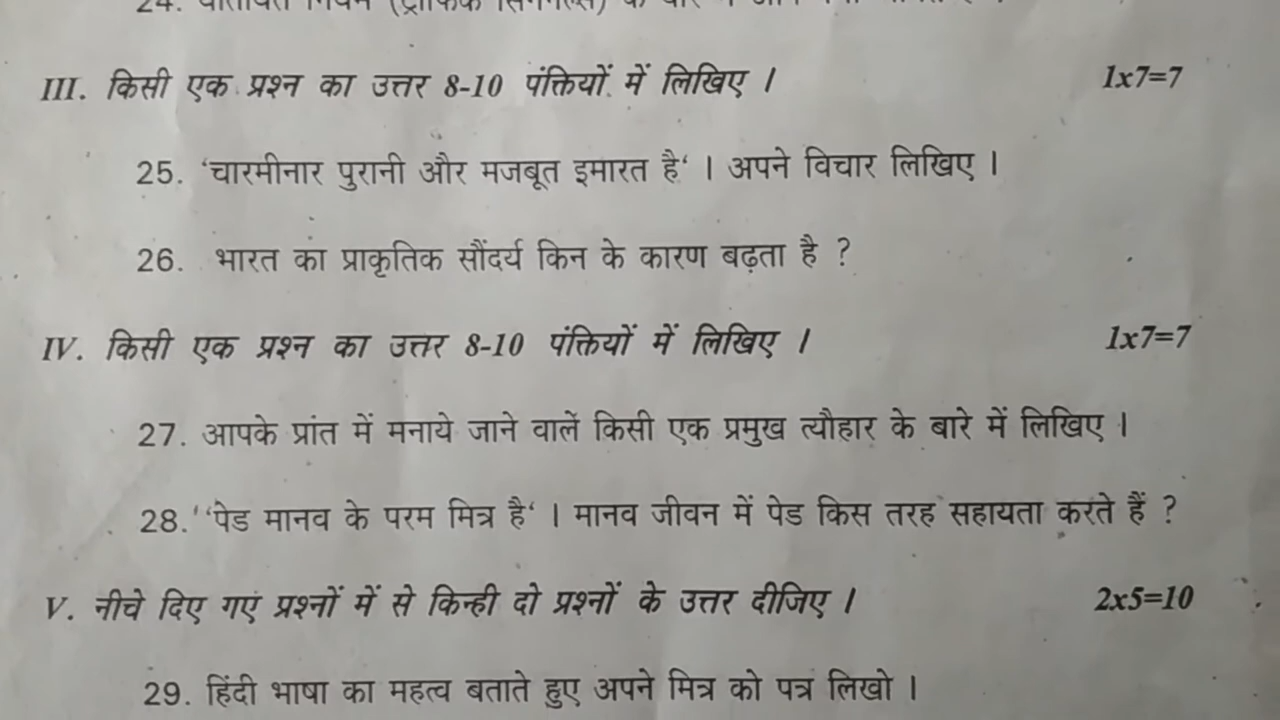 24.
III. किसी एक प्रश्न का उत्तर 8-10 पंक्तियों में लिखिए । 1x7=7
25. ‘चारमीनार पुरानी और मजबूत इमारत है‘ । अपने विचार लिखिए ।
26. भारत का प्राकृतिक सौंदर्य किन के कारण बढ़ता है ?
IV. किसी एक प्रश्न का उत्तर 8-10 पंक्तियों में लिखिए । 1x7=7
27. आपके प्रांत में मनाये जाने वाले किसी एक प्रमुख त्यौहार के बारे में लिखिए ।
28. ‘पेड मानव के परम मित्र है‘ । मानव जीवन में पेड किस तरह सहायता करते हैं ?
V. नीचे दिए गए प्रश्नों में से किन्ही दो प्रश्नों के उत्तर दीजिए । 2x5=10
29. हिंदी भाषा का महत्व बताते हुए अपने मित्र को पत्र लिखो ।